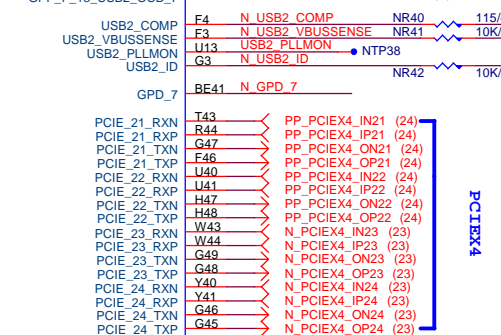 USB2_COMP F4 N_USB2_COMP NR40 115/
USB2_VBUSSENSE F3 N_USB2_VBUSSENSE NR41 10K/
USB2_PLLMON U13 USB2_PLLMON NTP38
USB2_ID G3 N_USB2_ID NR42 10K/
GPD_7 BE41 N_GPD_7
PCIE_21_RXN T43 PP_PCIEX4_IN21 (24)
PCIE_21_RXP R44 PP_PCIEX4_IP21 (24)
PCIE_21_TXN G47 PP_PCIEX4_ON21 (24)
PCIE_21_TXP F46 PP_PCIEX4_OP21 (24)
PCIE_22_RXN U40 PP_PCIEX4_IN22 (24)
PCIE_22_RXP U41 PP_PCIEX4_IP22 (24)
PCIE_22_TXN H47 PP_PCIEX4_ON22 (24)
PCIE_22_TXP H48 PP_PCIEX4_OP22 (24)
PCIE_23_RXN W43 N_PCIEX4_IN23 (23)
PCIE_23_RXP W44 N_PCIEX4_IP23 (23)
PCIE_23_TXN G49 N_PCIEX4_ON23 (23)
PCIE_23_TXP G48 N_PCIEX4_OP23 (23)
PCIE_24_RXN Y40 N_PCIEX4_IN24 (23)
PCIE_24_RXP Y41 N_PCIEX4_IP24 (23)
PCIE_24_TXN G46 N_PCIEX4_ON24 (23)
PCIE_24_TXP G45 N_PCIEX4_OP24 (23)
PCIEX4